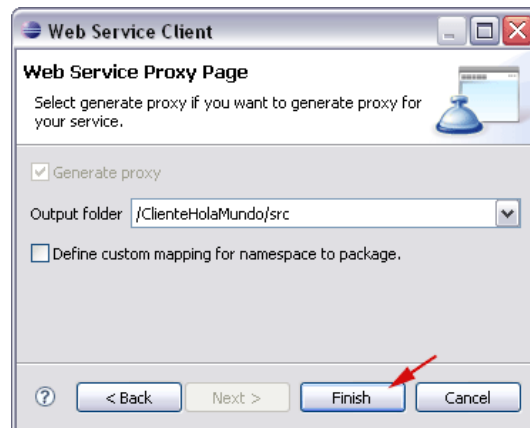 Web Service Client
Web Service Proxy Page
Select generate proxy if you want to generate proxy for
your service.
Generate proxy
Output folder /ClienteHolaMundo/src
Define custom mapping for namespace to package.
? < Back Next > Finish Cancel